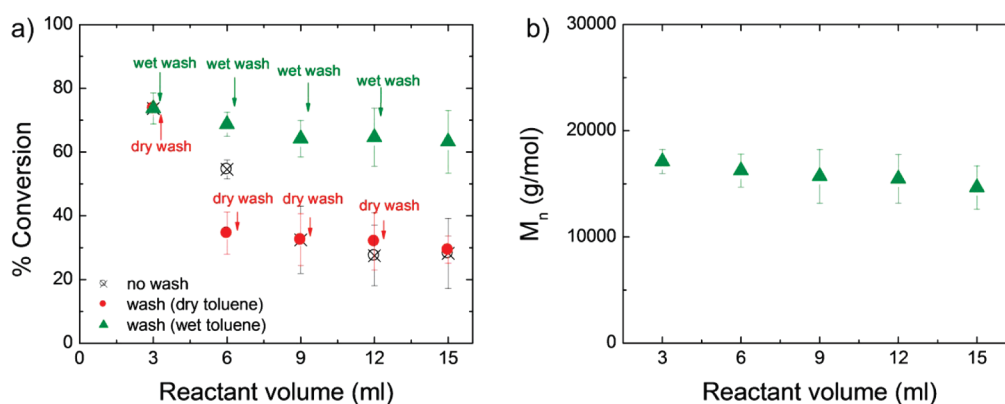 a)
100
80
60
40
20
0
% Conversion
wet wash
wet wash
wet wash
wet wash
dry wash
dry wash
dry wash
dry wash
no wash
wash (dry toluene)
wash (wet toluene)
0 3 6 9 12 15
Reactant volume (ml)
b)
30000
20000
10000
0
Mn (g/mol)
3 6 9 12 15
Reactant volume (ml)